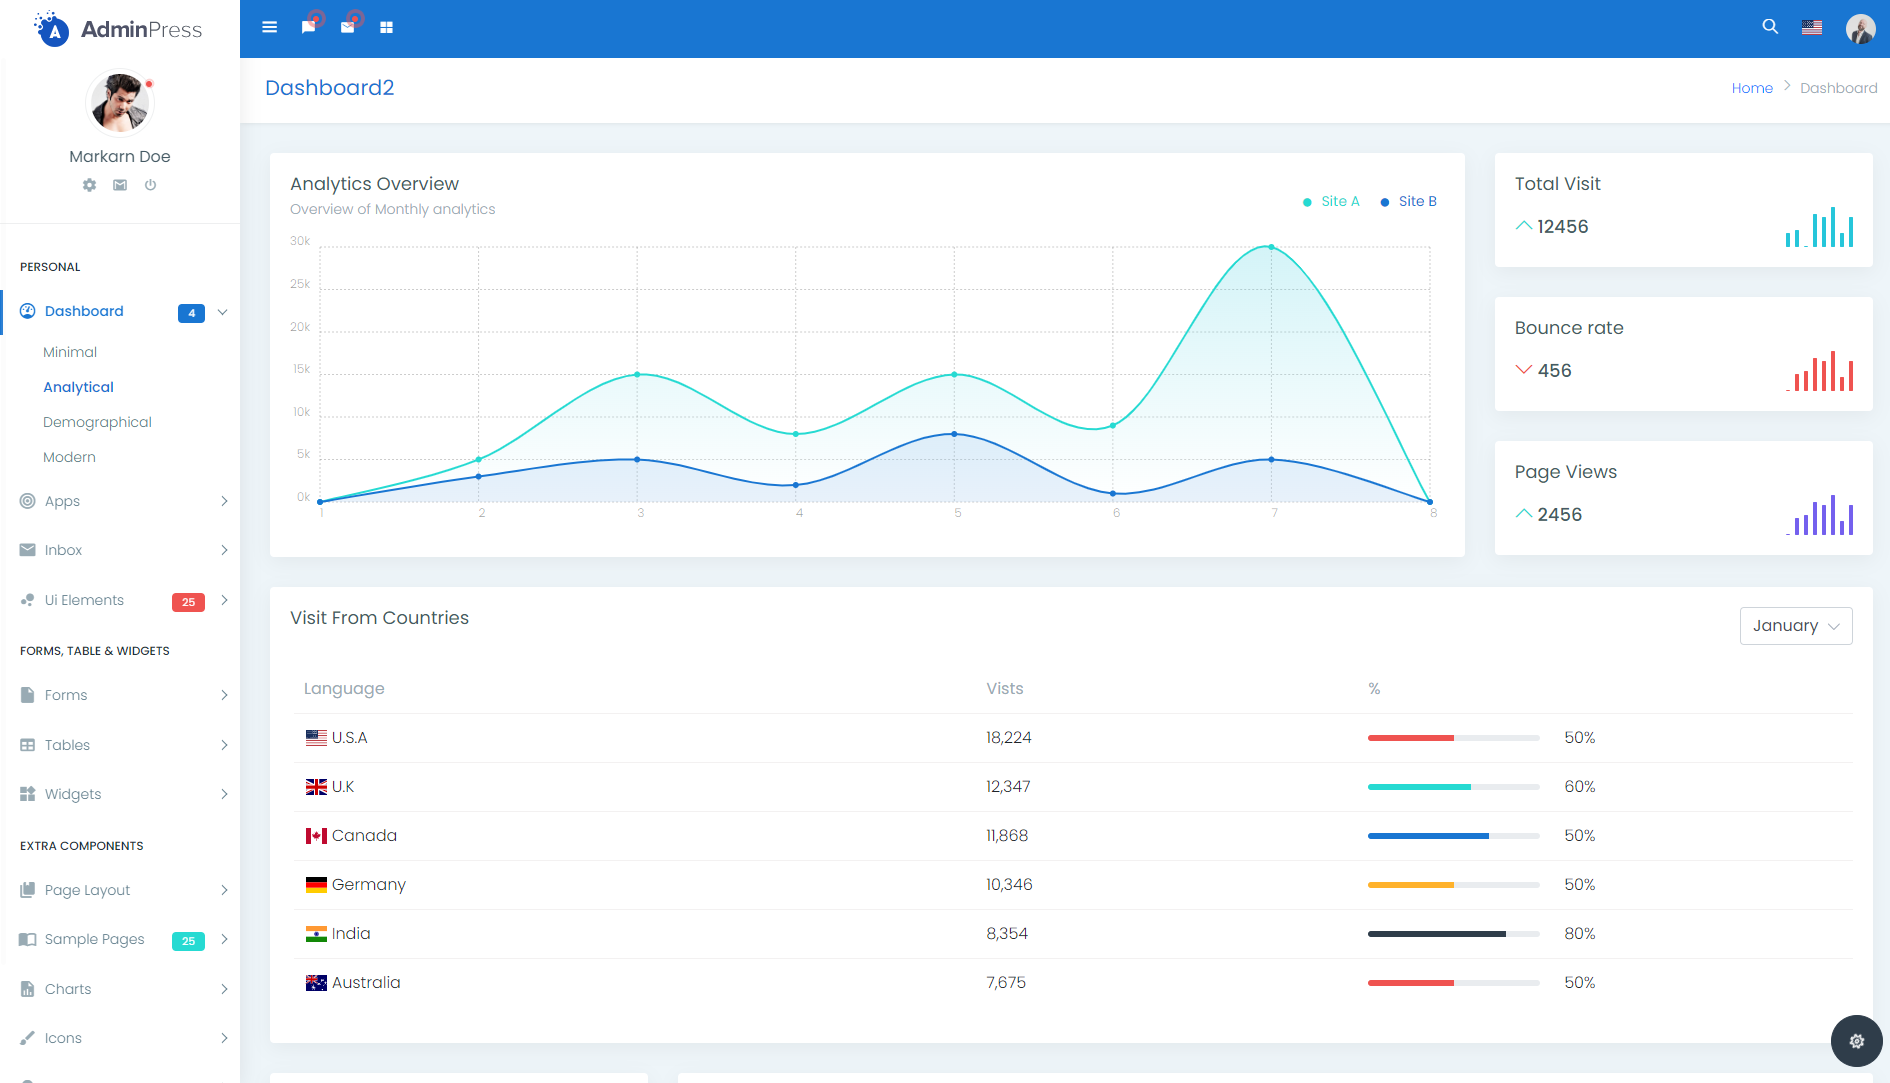 AdminPress
Markarn Doe
PERSONAL
Dashboard 4
Minimal
Analytical
Demographical
Modern
Apps
Inbox
Ui Elements 25
FORMS, TABLE & WIDGETS
Forms
Tables
Widgets
EXTRA COMPONENTS
Page Layout
Sample Pages 25
Charts
Icons
Dashboard2
Home Dashboard
Analytics Overview
Overview of Monthly analytics
Site A Site B
30k
25k
20k
15k
10k
5k
0k
1 2 3 4 5 6 7 8
Total Visit
12456
Bounce rate
456
Page Views
2456
Visit From Countries
January
Language Vists %
U.S.A 18,224 50%
U.K 12,347 60%
Canada 11,868 50%
Germany 10,346 50%
India 8,354 80%
Australia 7,675 50%